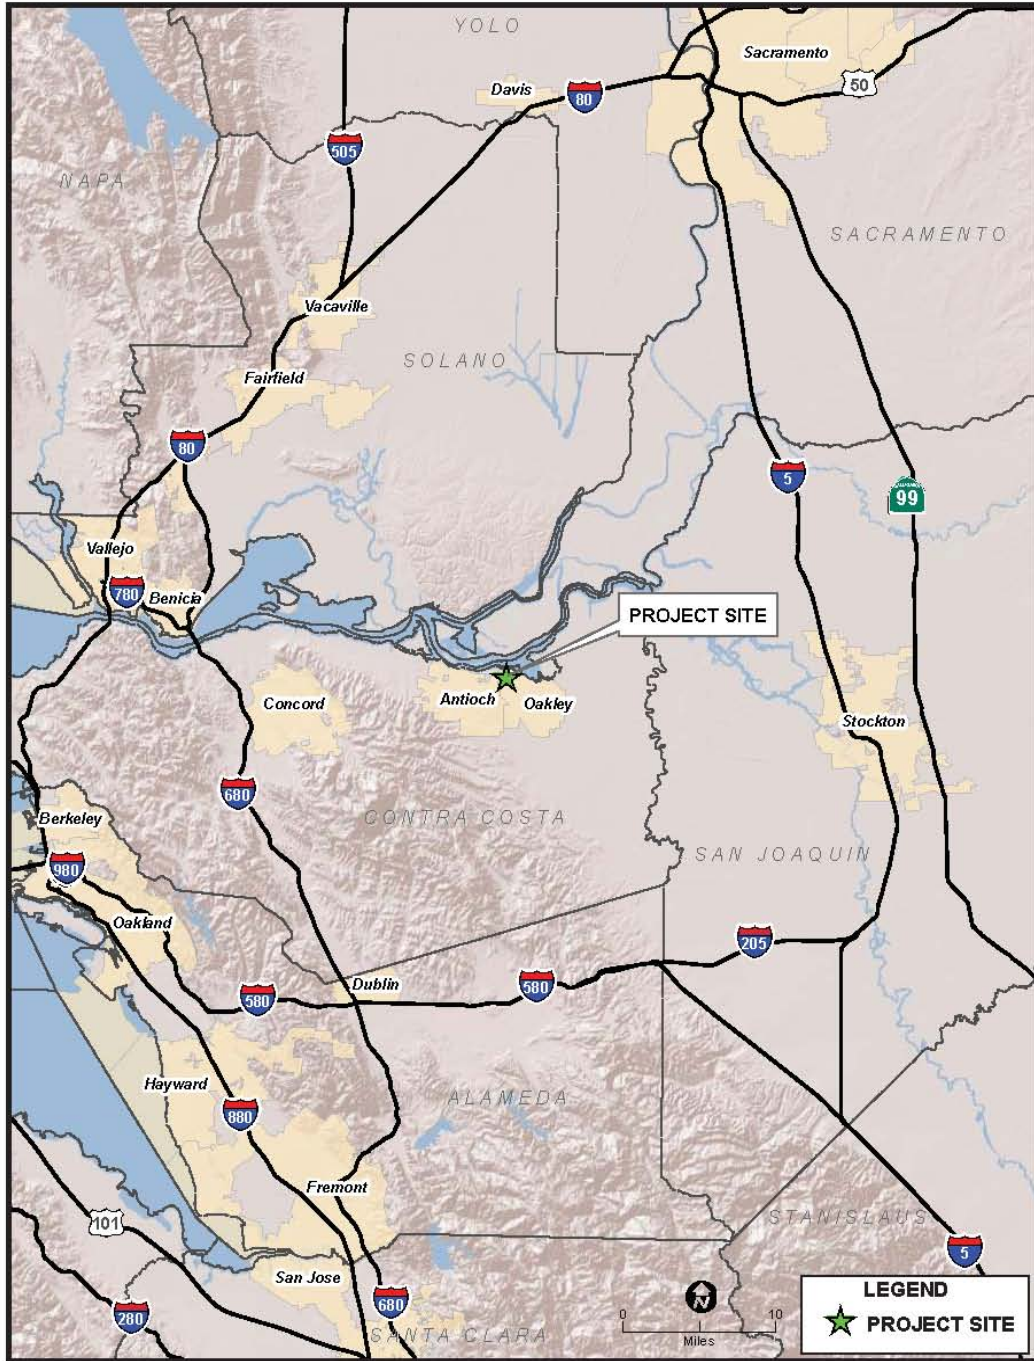 YOLO
Sacramento
50
Davis
80
505
NAPA
SACRAMENTO
Vacaville
SOLANO
Fairfield
80
5
99
Vallejo
780
Benicia
PROJECT SITE
Antioch
Oakley
Concord
Stockton
680
CONTRA COSTA
Berkeley
SAN JOAQUIN
980
Oakland
205
Dublin
580
580
Hayward
ALAMEDA
880
Fremont
101
STANISLAUS
5
San Jose
280
680
SANTA CLARA
N
0 10
Miles
LEGEND
PROJECT SITE